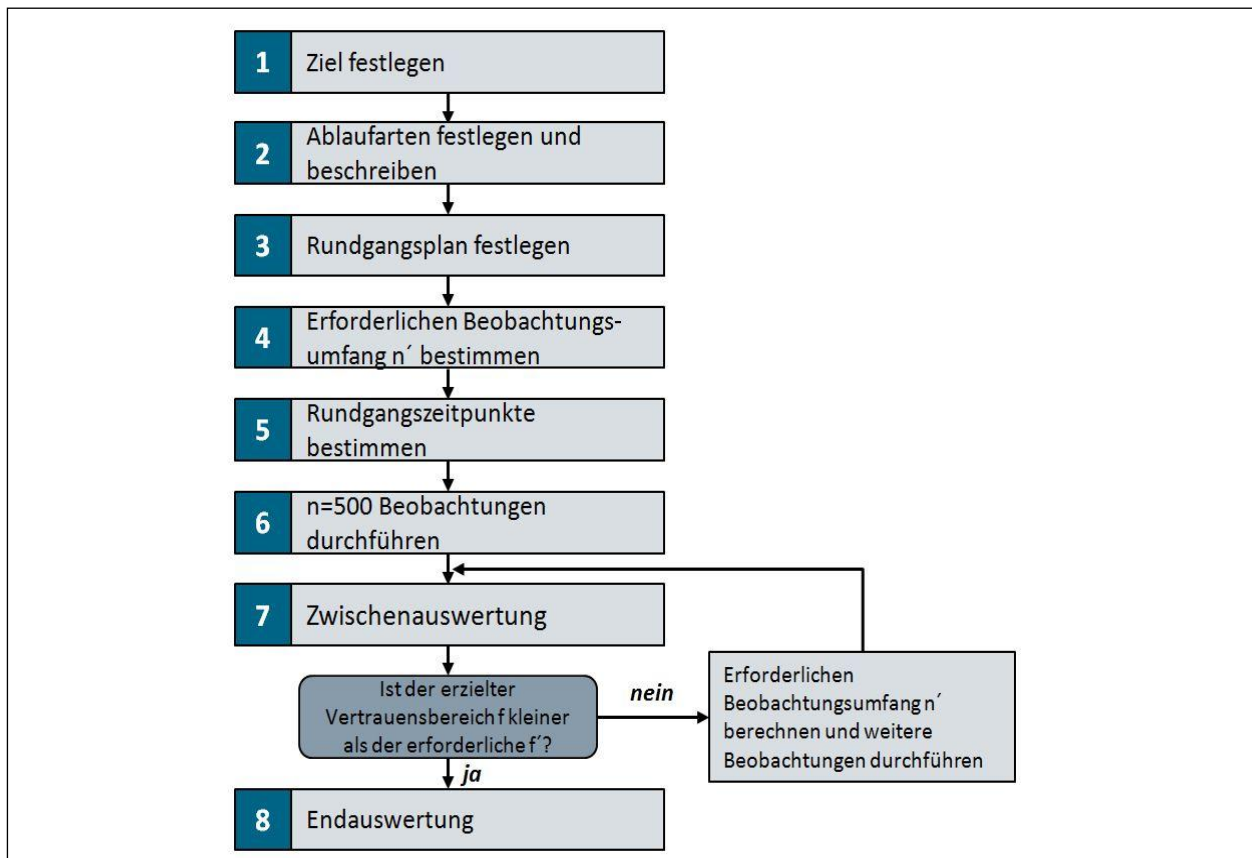 1 Ziel festlegen
2 Ablaufarten festlegen und
beschreiben
3 Rundgangsplan festlegen
4 Erforderlichen Beobachtungs-
umfang n´ bestimmen
5 Rundgangszeitpunkte
bestimmen
6 n=500 Beobachtungen
durchführen
7 Zwischenauswertung
Ist der erzielter
Vertrauensbereich f kleiner
als der erforderliche f´?
nein
Erforderlichen
Beobachtungsumfang n´
berechnen und weitere
Beobachtungen durchführen
ja
8 Endauswertung